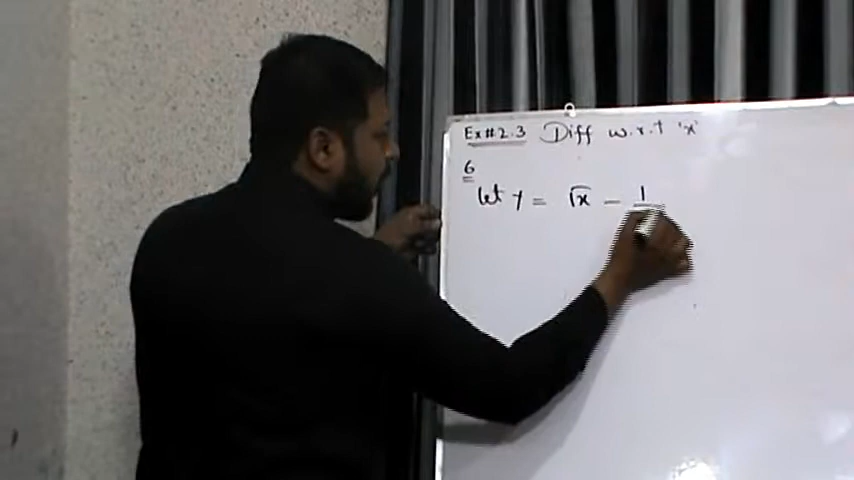 Ex#2.3 Diff w.r.t 'x'
6
let y = √x - 1